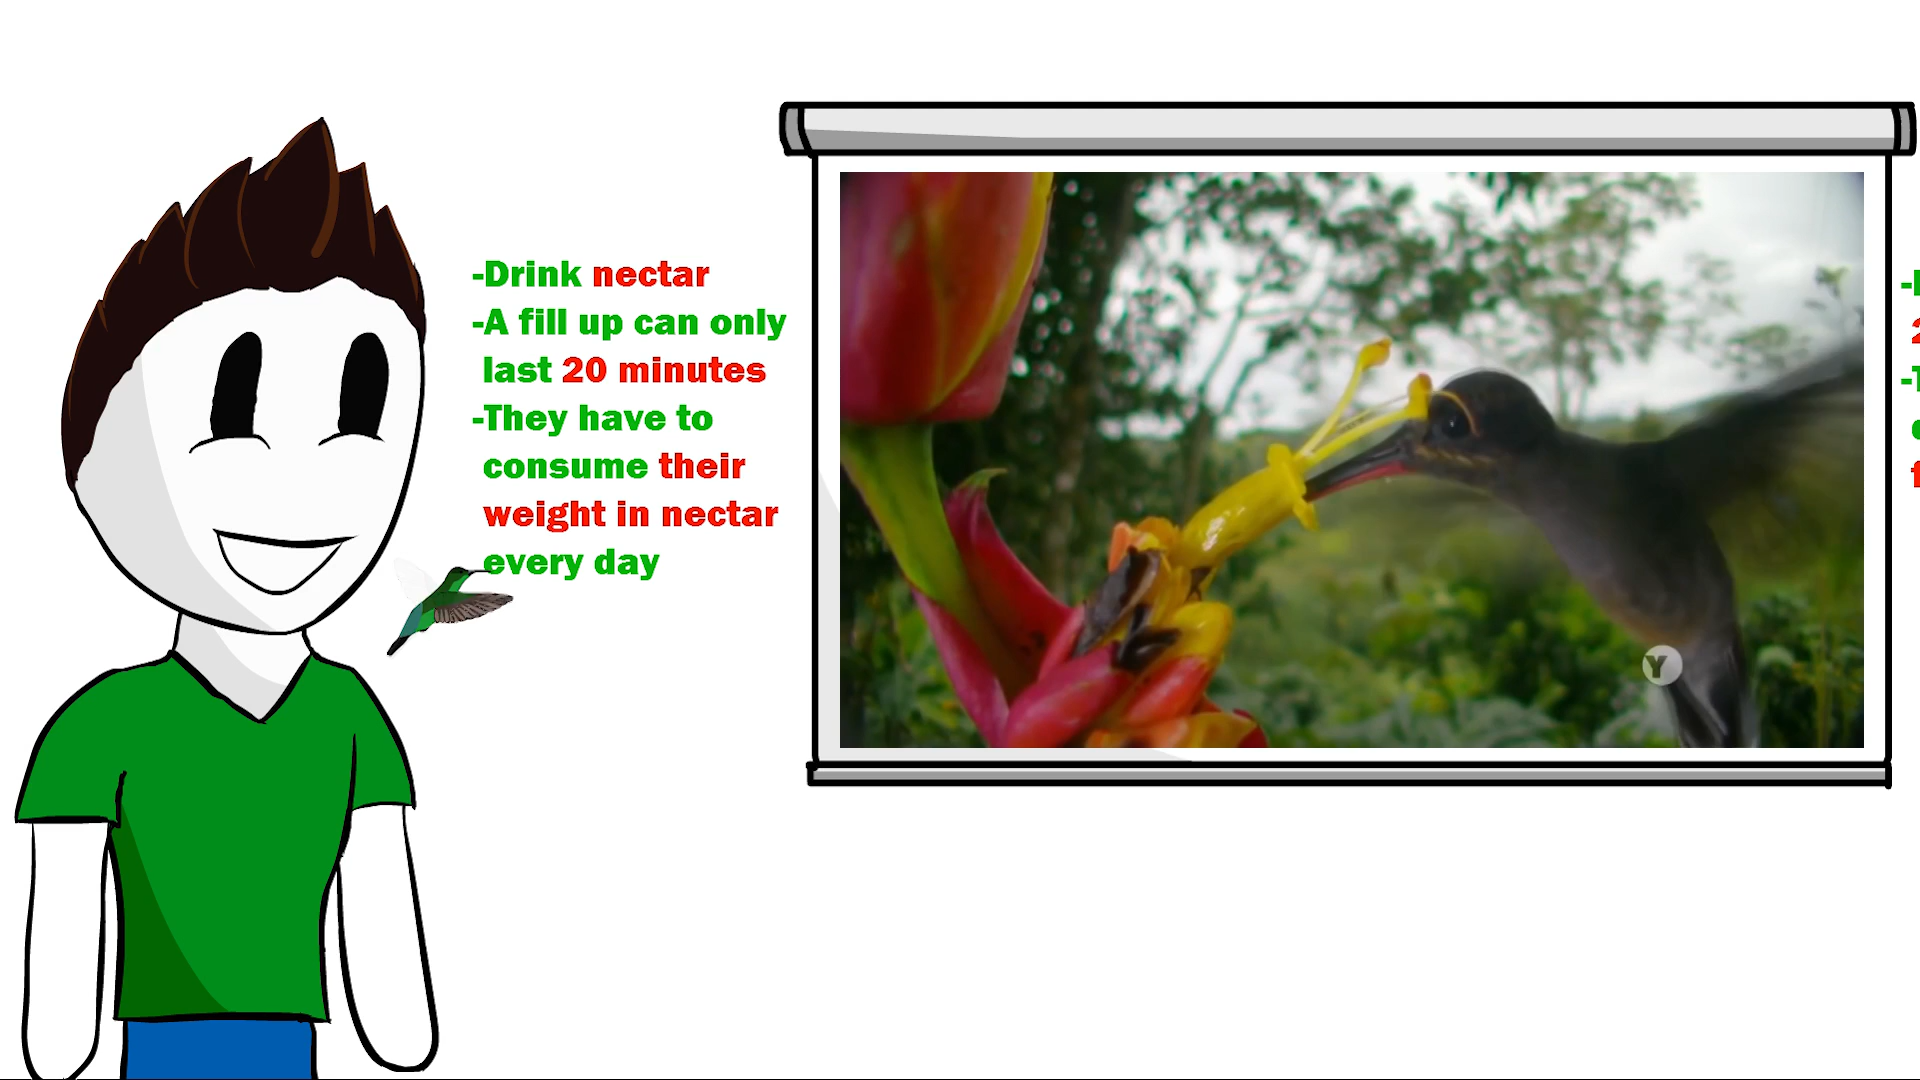 -Drink nectar
-A fill up can only
last 20 minutes
-They have to
consume their
weight in nectar
every day
Y